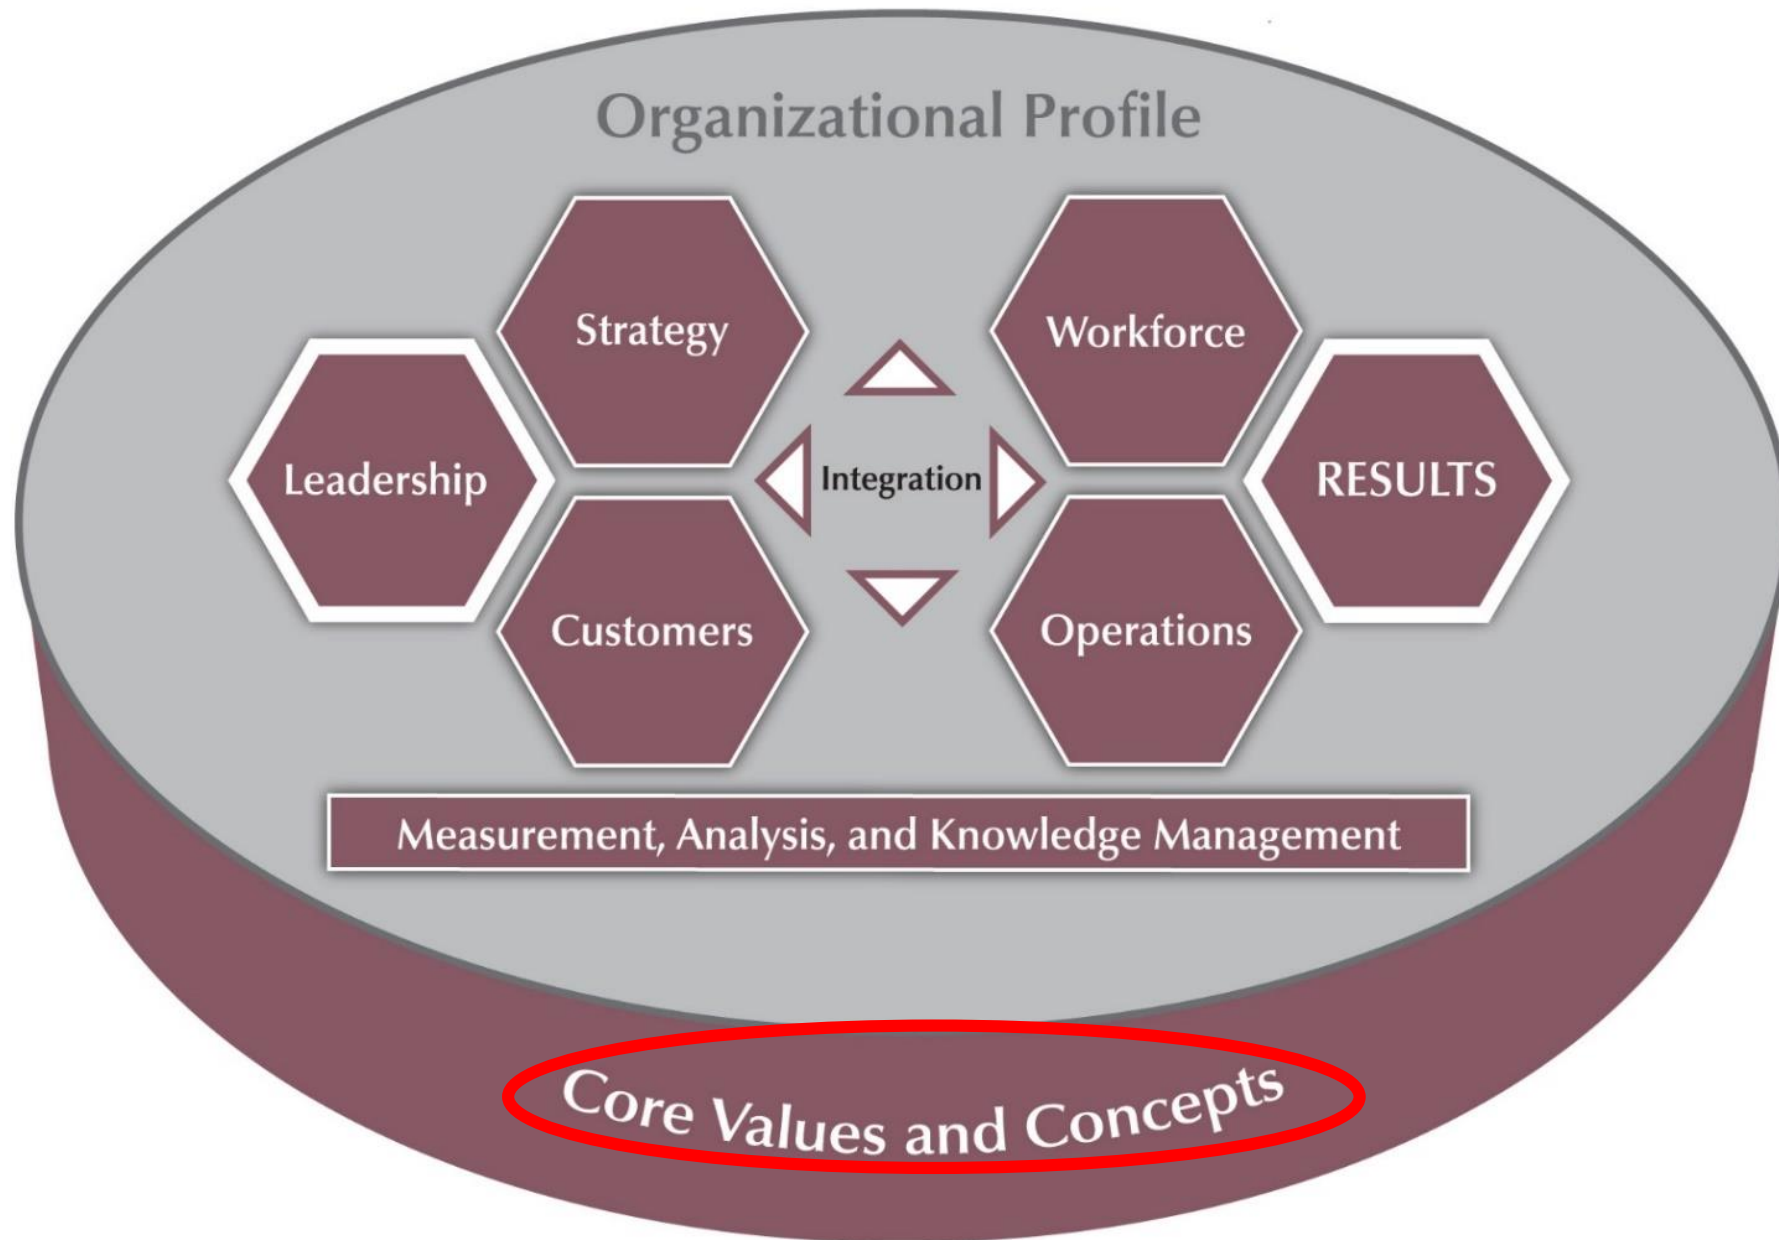 Organizational Profile
Strategy
Workforce
Leadership
Integration
RESULTS
Customers
Operations
Measurement, Analysis, and Knowledge Management
Core Values and Concepts